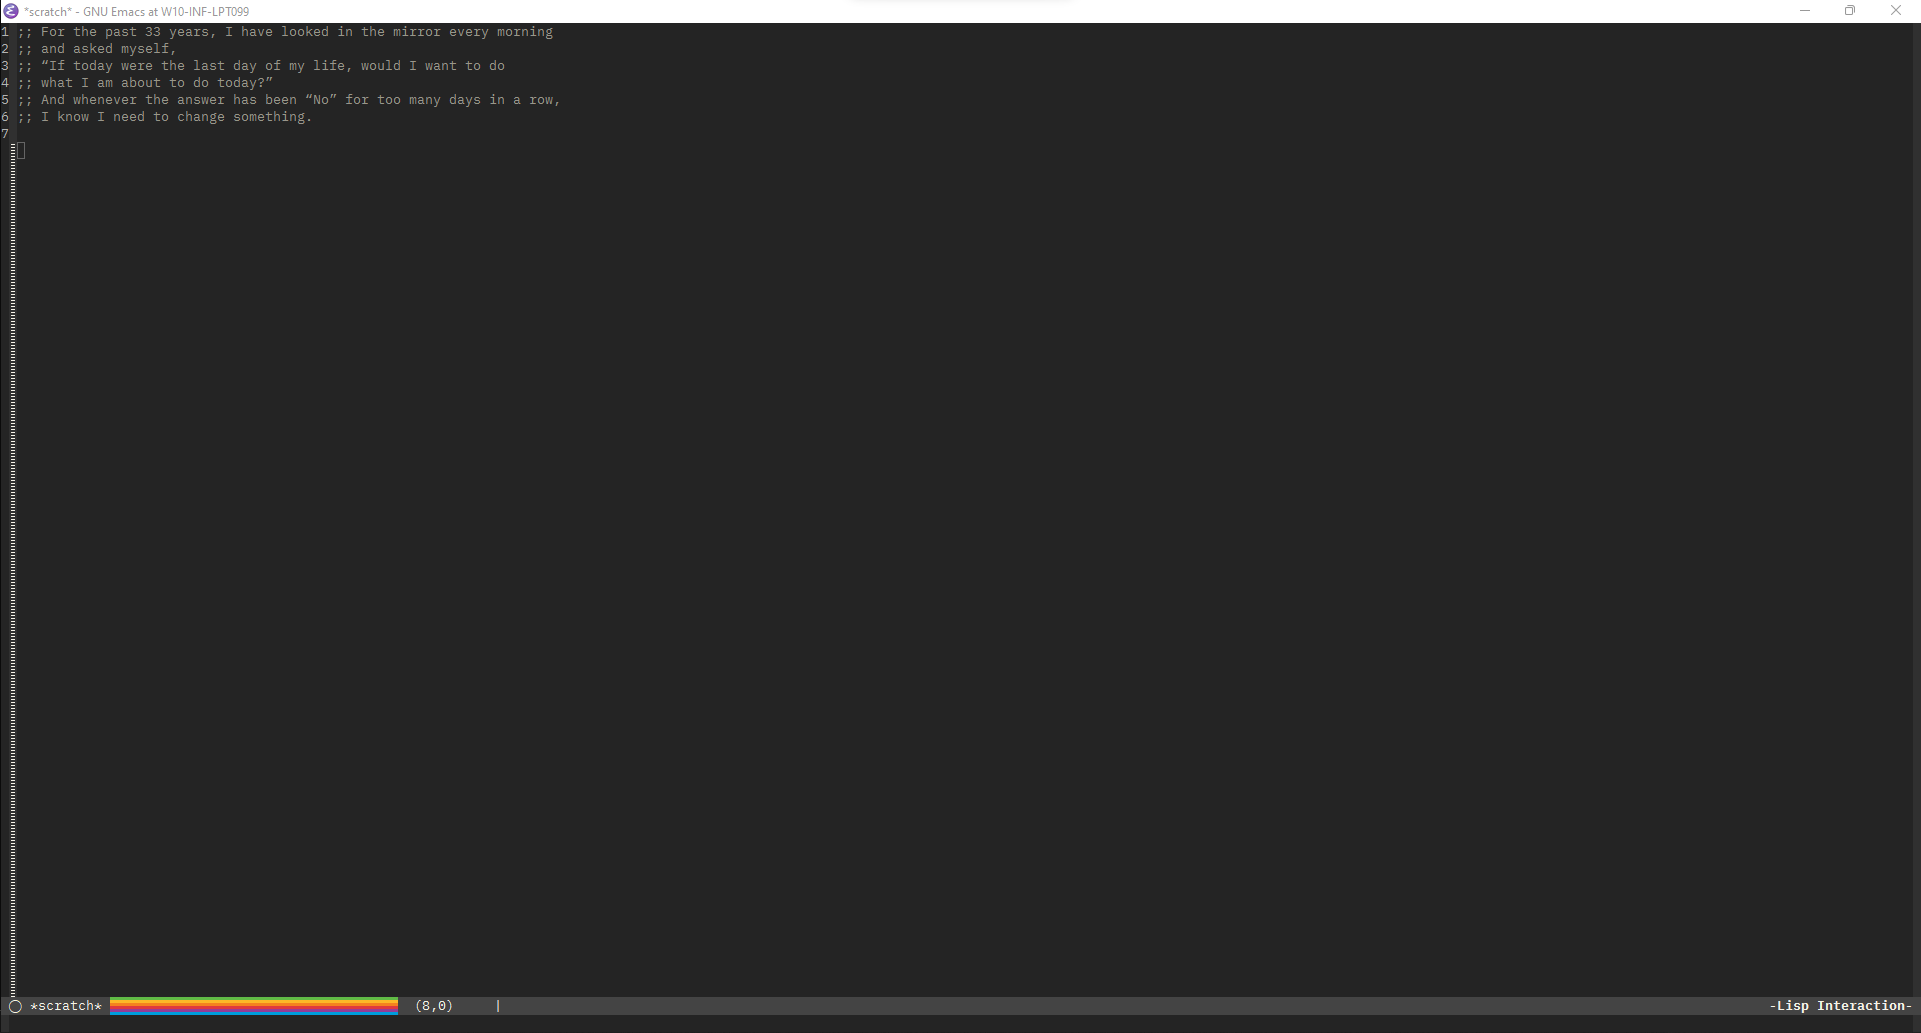 *scratch* - GNU Emacs at W10-INF-LPT099
1 ;; For the past 33 years, I have looked in the mirror every morning
2 ;; and asked myself,
3 ;; “If today were the last day of my life, would I want to do
4 ;; what I am about to do today?”
5 ;; And whenever the answer has been “No” for too many days in a row,
6 ;; I know I need to change something.
7
*scratch* (8,0) | -Lisp Interaction-